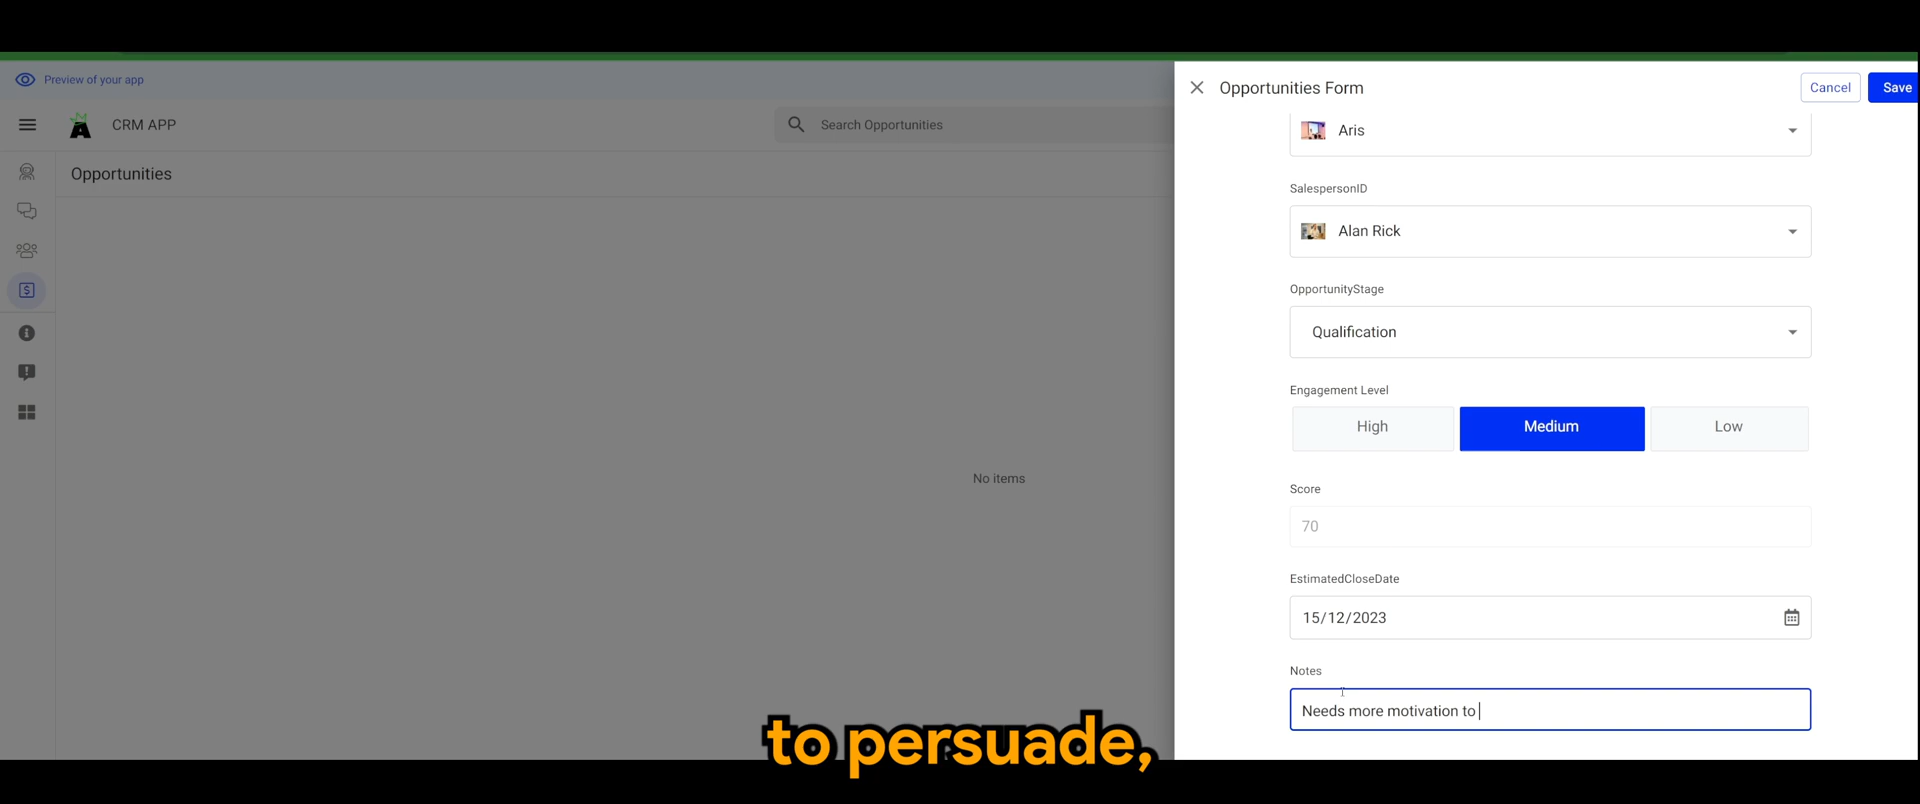 Preview of your app
Opportunities Form
Cancel
Save
CRM APP
Search Opportunities
Aris
Opportunities
SalespersonID
Alan Rick
OpportunityStage
Qualification
Engagement Level
High
Medium
Low
No items
Score
70
EstimatedCloseDate
15/12/2023
Notes
Needs more motivation to
to persuade,